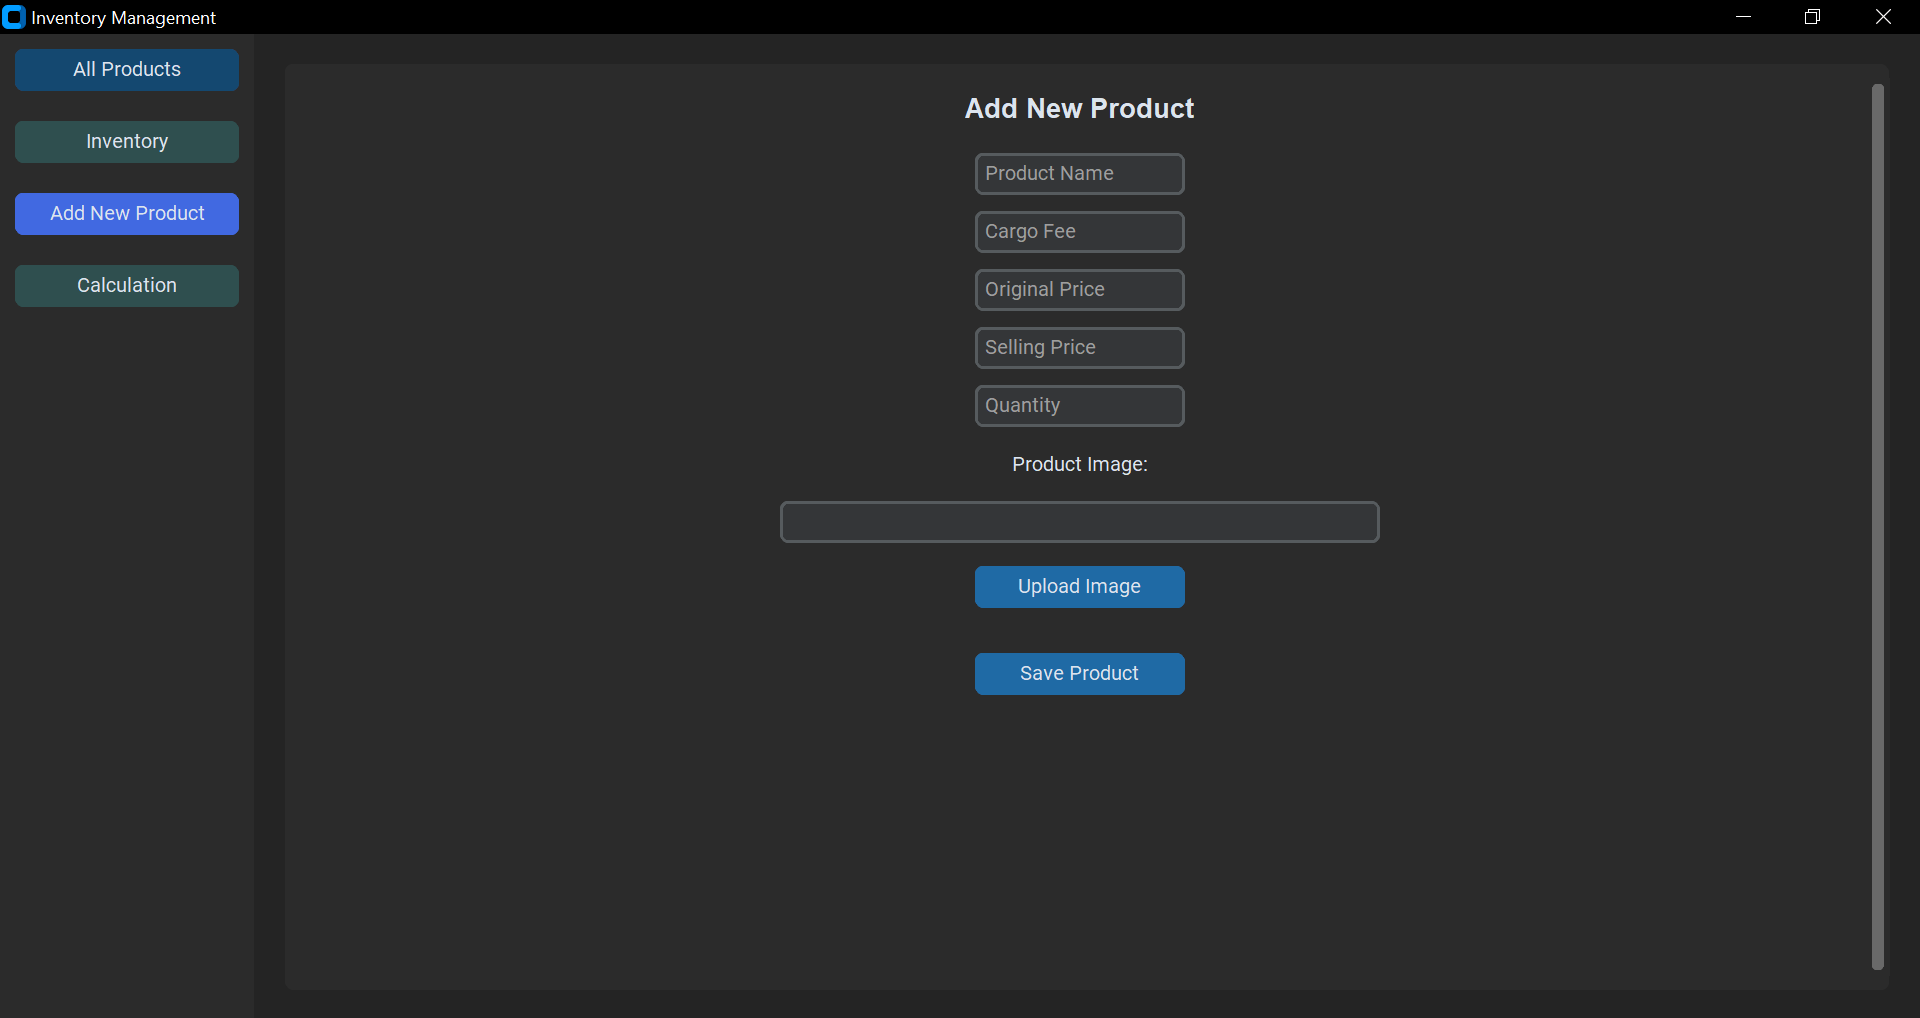 Inventory Management
All Products
Inventory
Add New Product
Calculation
Add New Product
Product Name
Cargo Fee
Original Price
Selling Price
Quantity
Product Image:
Upload Image
Save Product